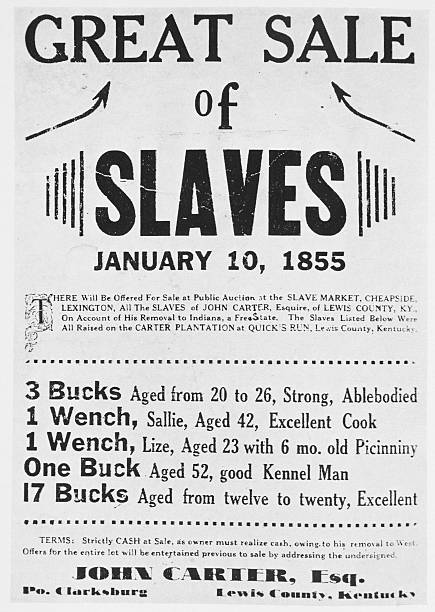 GREAT SALE
of
SLAVES
JANUARY 10, 1855
THERE Will Be Offered For Sale at Public Auction at the SLAVE MARKET, CHEAPSIDE,
LEXINGTON, All The SLAVES of JOHN CARTER, Esquire, of LEWIS COUNTY, KY.,
On Account of His Removal to Indiana, a Free State. The Slaves Listed Below Were
All Raised on the CARTER PLANTATION at QUICK'S RUN, Lewis County, Kentucky.
3 Bucks Aged from 20 to 26, Strong, Ablebodied
1 Wench, Sallie, Aged 42, Excellent Cook
1 Wench, Lize, Aged 23 with 6 mo. old Picinniny
One Buck Aged 52, good Kennel Man
17 Bucks Aged from twelve to twenty, Excellent
TERMS: Strictly CASH at Sale, as owner must realize cash, owing to his removal to West.
Offers for the entire lot will be entertained previous to sale by addressing the undersigned.
JOHN CARTER, Esq.
Po. Clarksburg Lewis County, Kentucky